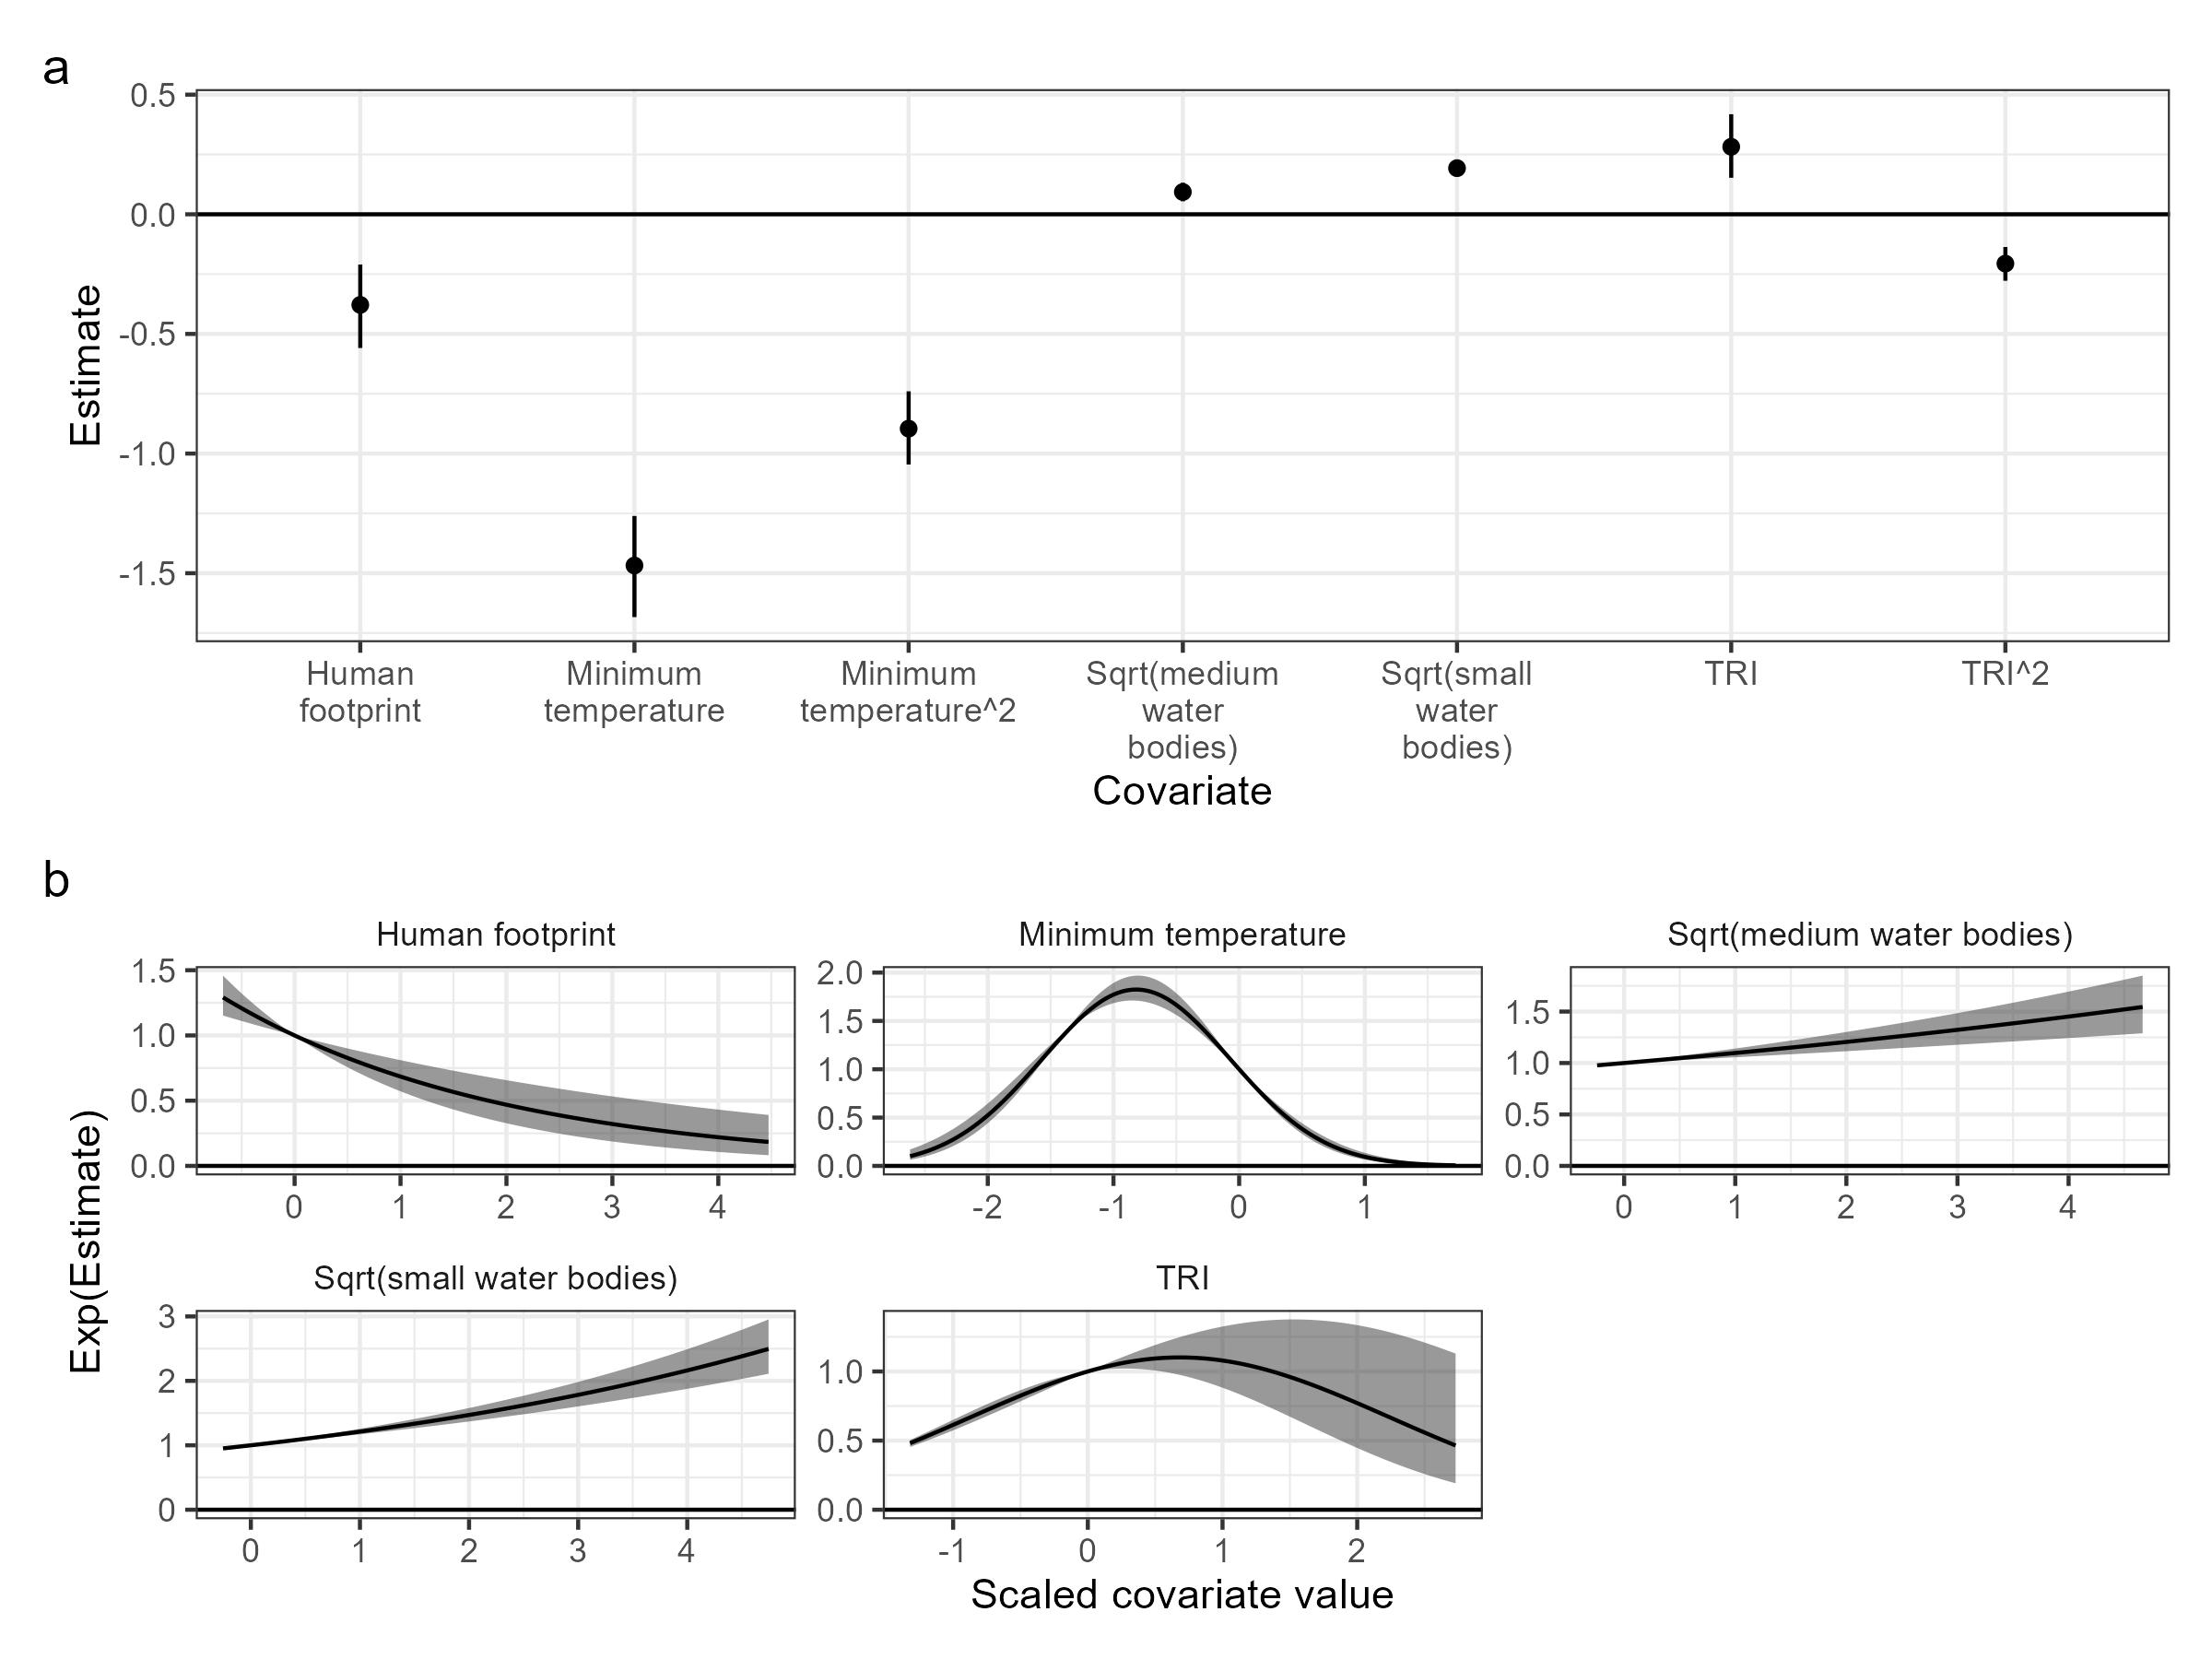 a
0.5
0.0
-0.5
-1.0
-1.5
Estimate
Human
footprint
Minimum
temperature
Minimum
temperature^2
Sqrt(medium
water
bodies)
Sqrt(small
water
bodies)
TRI
TRI^2
Covariate
b
Exp(Estimate)
Human footprint
1.5
1.0
0.5
0.0
0 1 2 3 4
Minimum temperature
2.0
1.5
1.0
0.5
0.0
-2 -1 0 1
Sqrt(medium water bodies)
1.5
1.0
0.5
0.0
0 1 2 3 4
Sqrt(small water bodies)
3
2
1
0
0 1 2 3 4
TRI
1.0
0.5
0.0
-1 0 1 2
Scaled covariate value